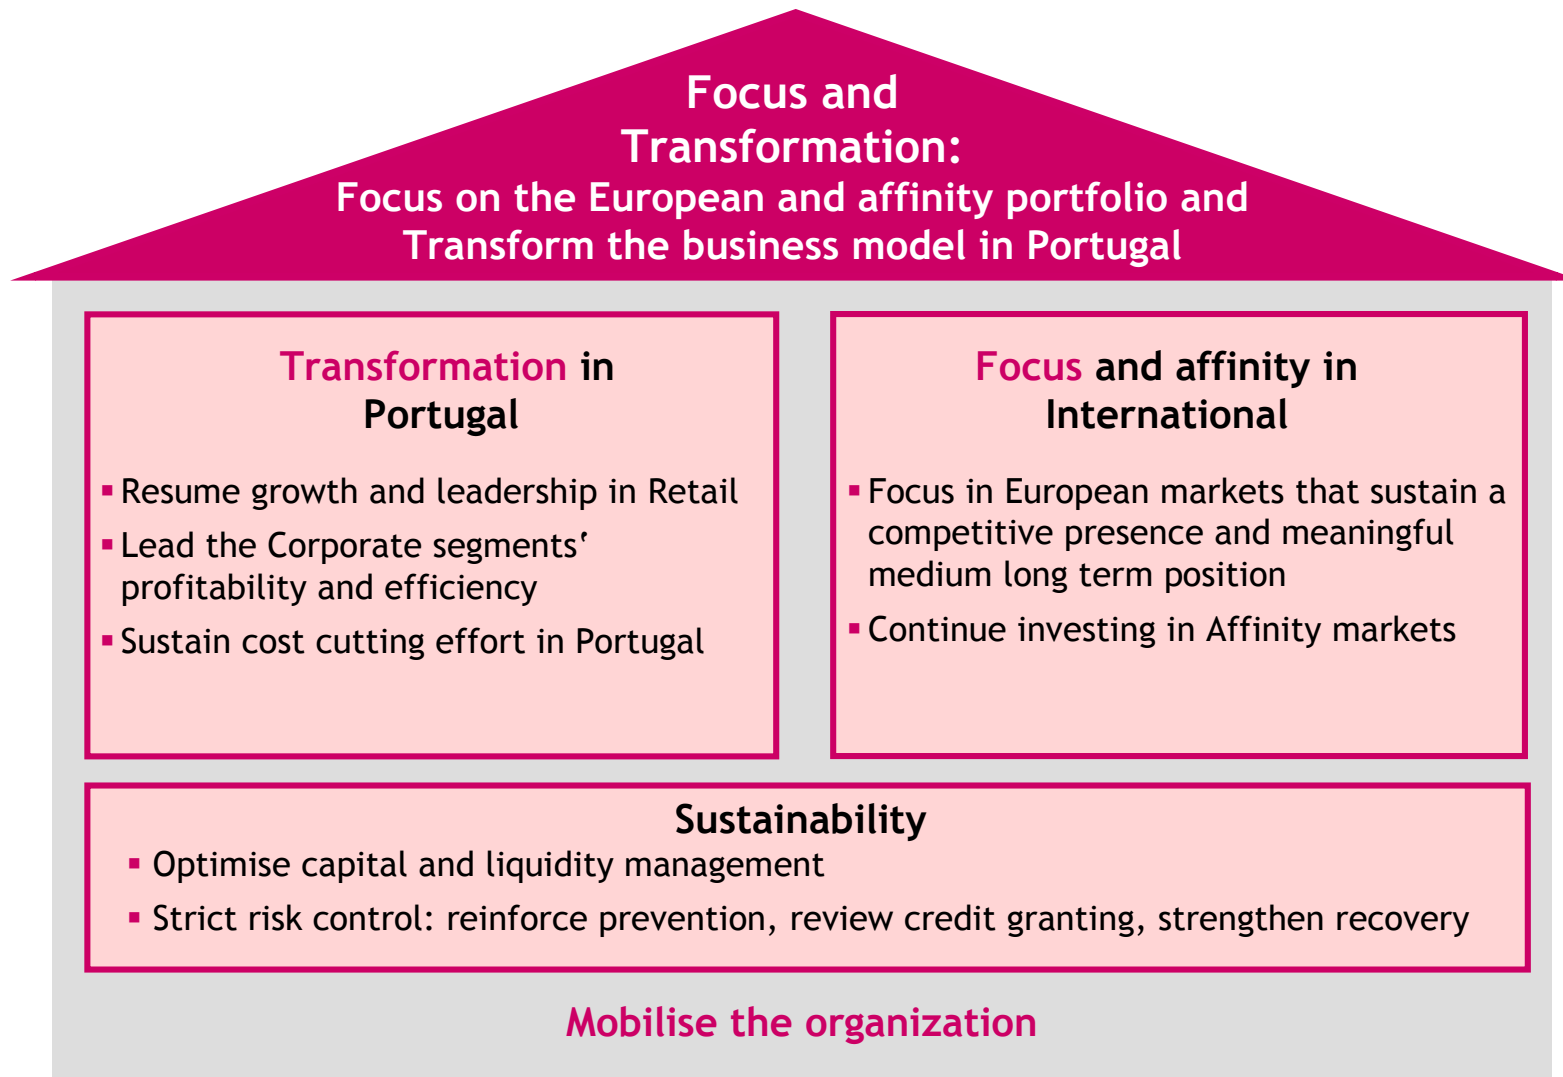 Focus and
Transformation:
Focus on the European and affinity portfolio and
Transform the business model in Portugal
Transformation in
Portugal
▪ Resume growth and leadership in Retail
▪ Lead the Corporate segments‛
profitability and efficiency
▪ Sustain cost cutting effort in Portugal
Focus and affinity in
International
▪ Focus in European markets that sustain a
competitive presence and meaningful
medium long term position
▪ Continue investing in Affinity markets
Sustainability
▪ Optimise capital and liquidity management
▪ Strict risk control: reinforce prevention, review credit granting, strengthen recovery
Mobilise the organization